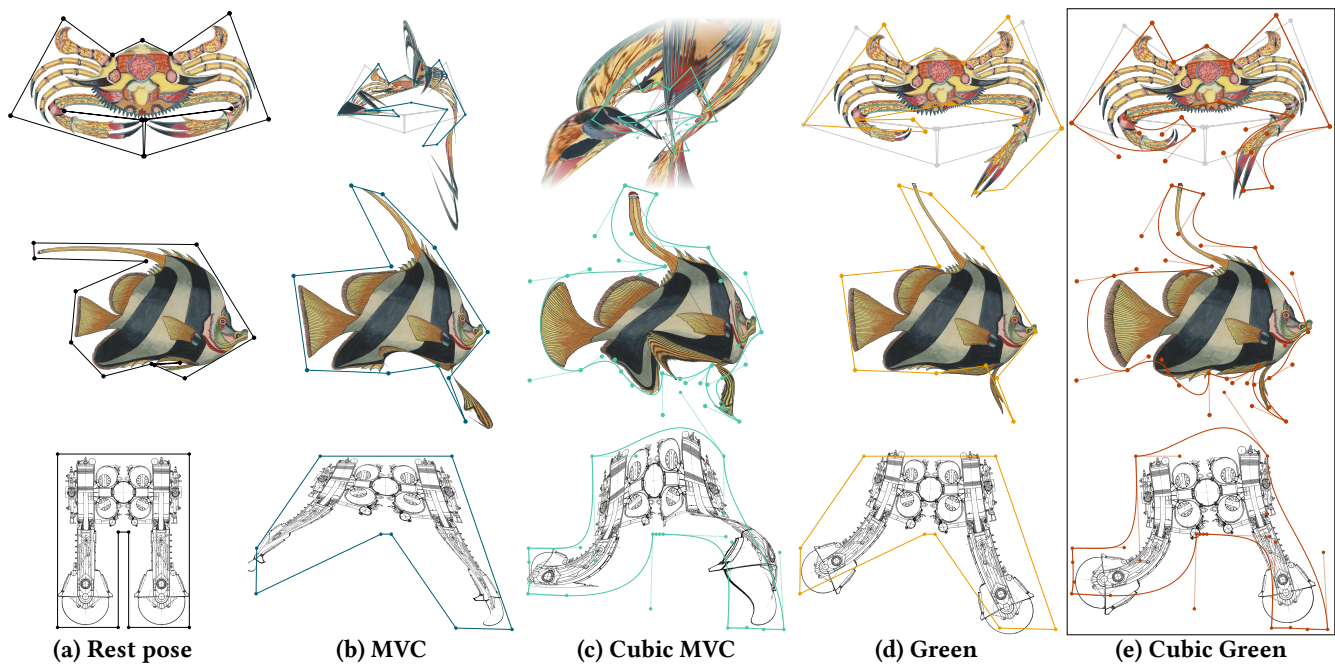 (a) Rest pose
(b) MVC
(c) Cubic MVC
(d) Green
(e) Cubic Green